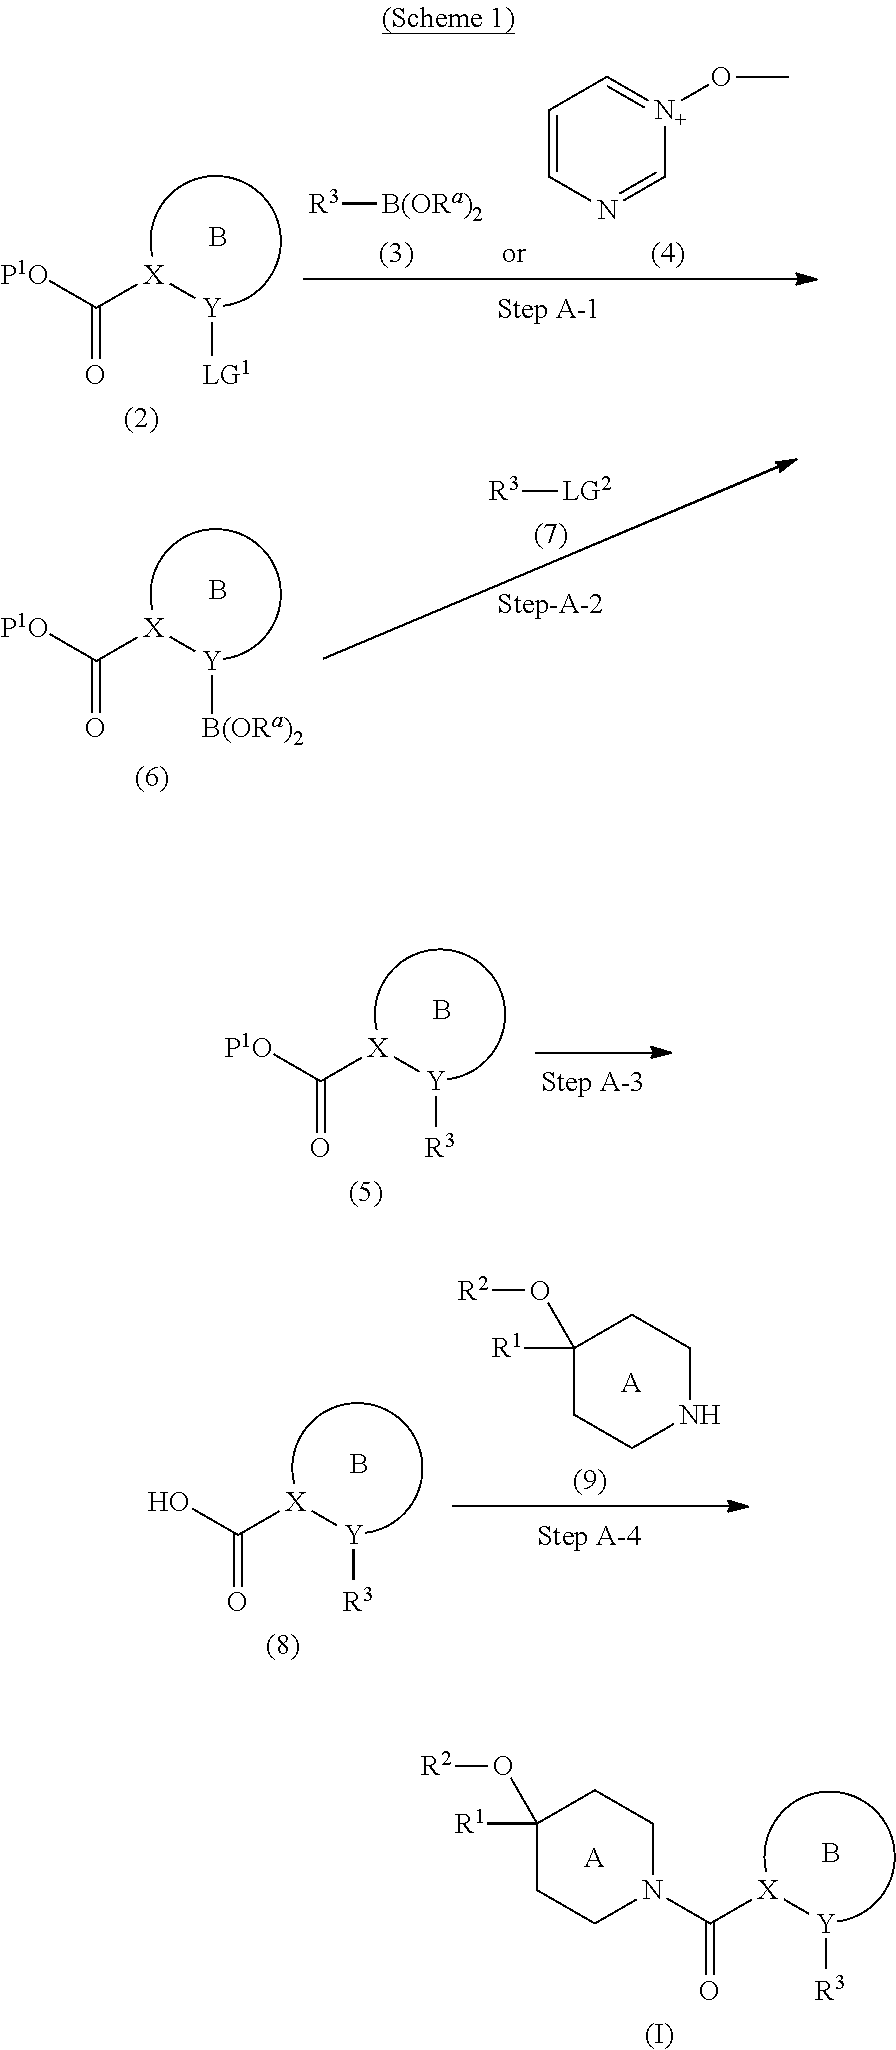 (Scheme 1)
O
N+
N
R³—B(ORᵃ)₂
(3) or (4)
Step A-1
B
P¹O X
Y
O LG¹
(2)
R³—LG²
(7)
Step-A-2
B
P¹O X
Y
O B(ORᵃ)₂
(6)
B
P¹O X
Y
O R³
(5)
Step A-3
R²—O
R¹
A
NH
(9)
Step A-4
B
HO X
Y
O R³
(8)
R²—O
R¹
A
N
B
X
Y
O R³
(I)